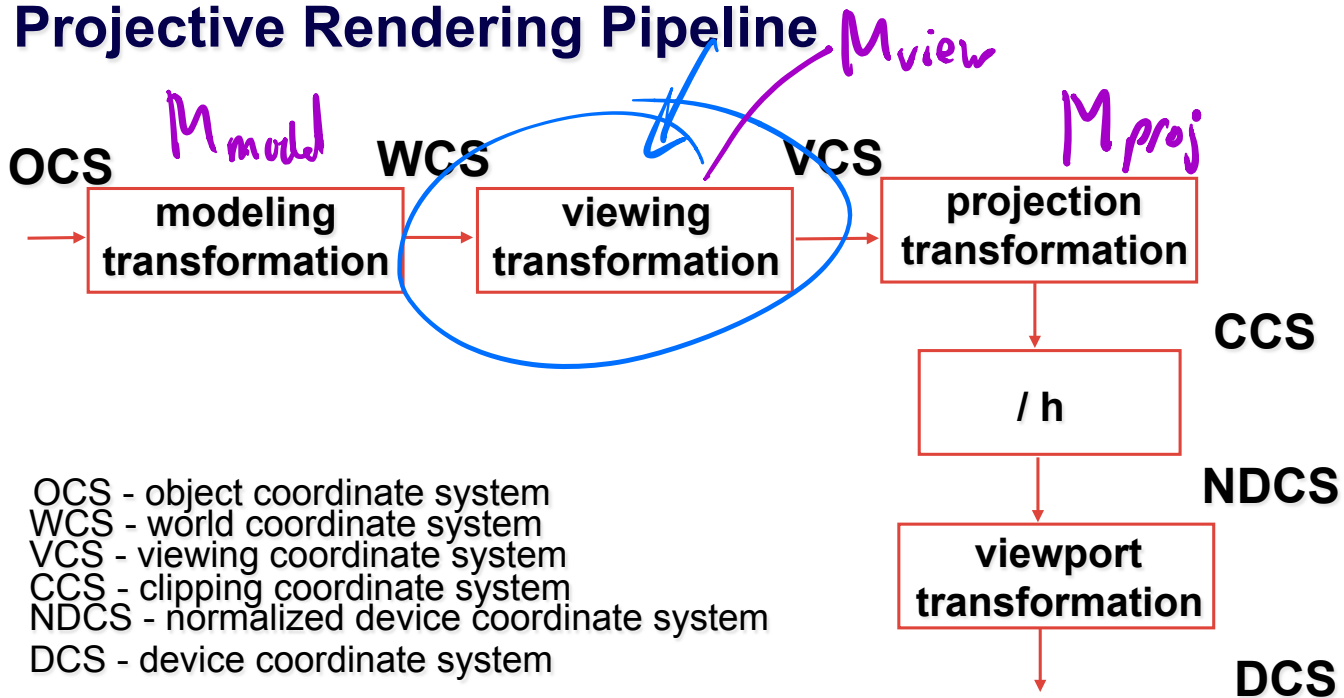 Projective Rendering Pipeline
Mview
Mmodel
Mproj
OCS
WCS
VCS
modeling
transformation
viewing
transformation
projection
transformation
CCS
/ h
NDCS
viewport
transformation
DCS
OCS - object coordinate system
WCS - world coordinate system
VCS - viewing coordinate system
CCS - clipping coordinate system
NDCS - normalized device coordinate system
DCS - device coordinate system